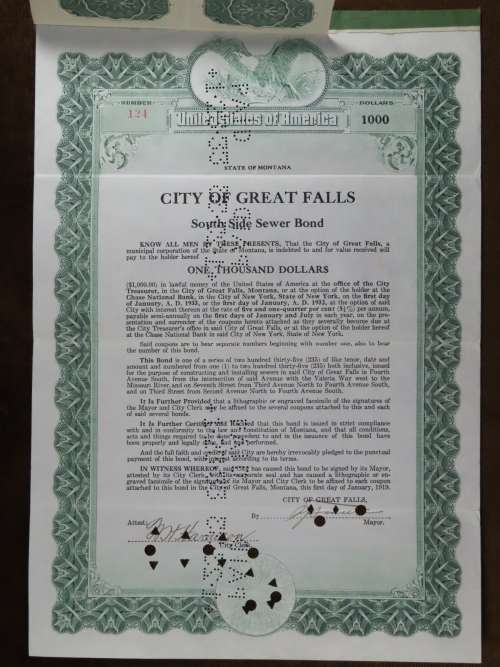 NUMBER
124
DOLLARS
1000
United States of America
STATE OF MONTANA
CITY OF GREAT FALLS
South Side Sewer Bond
KNOW ALL MEN BY THESE PRESENTS, That the City of Great Falls, a
municipal corporation of the State of Montana, is indebted to and for value received will
pay to the holder hereof
ONE THOUSAND DOLLARS
($1,000.00) in lawful money of the United States of America at the office of the City
Treasurer, in the City of Great Falls, Montana, or at the option of the holder at the
Chase National Bank, in the City of New York, State of New York, on the first day
of January, A. D. 1933, or the first day of January, A. D. 1932, at the option of said
City with interest thereon at the rate of five and one-quarter per cent (5¼%) per annum,
payable semi-annually on the first days of January and July in each year, on the pre-
sentation and surrender of the coupons hereto attached as they severally become due at
the City Treasurer's office in said City of Great Falls, or at the option of the holder hereof
at the Chase National Bank in said City of New York, State of New York.
Said coupons are to bear separate numbers beginning with number one, also to bear
the number of this bond.
This Bond is one of a series of two hundred thirty-five (235) of like tenor, date and
amount and numbered from one (1) to two hundred thirty-five (235) both inclusive, issued
for the purpose of constructing and installing sewers in said City of Great Falls in Fourth
Avenue South, from the intersection of said Avenue with the Valeria Way west to the
Missouri River, and on Seventh Street from Third Avenue North to Fourth Avenue South,
and on Third Street from Second Avenue North to Fourth Avenue South.
It is Further Provided that a lithographic or engraved facsimile of the signatures of
the Mayor and City Clerk may be affixed to the several coupons attached to this and each
of said several bonds.
It is Further Certified and Recited that this bond is issued in strict compliance
with and in conformity to the law and constitution of Montana, and that all conditions,
acts and things required to be done precedent to and in the issuance of this bond have
been properly and legally done and performed.
And the full faith and credit of said City are hereby irrevocably pledged to the punctual
payment of this bond, with interest according to its terms.
IN WITNESS WHEREOF, said City has caused this bond to be signed by its Mayor,
attested by its City Clerk, with its corporate seal and has caused a lithographic or en-
graved facsimile of the signatures of its Mayor and City Clerk to be affixed to each coupon
attached to this bond in the City of Great Falls, Montana, this first day of January, 1919.
CITY OF GREAT FALLS,
By
Mayor.
Attest
City Clerk.